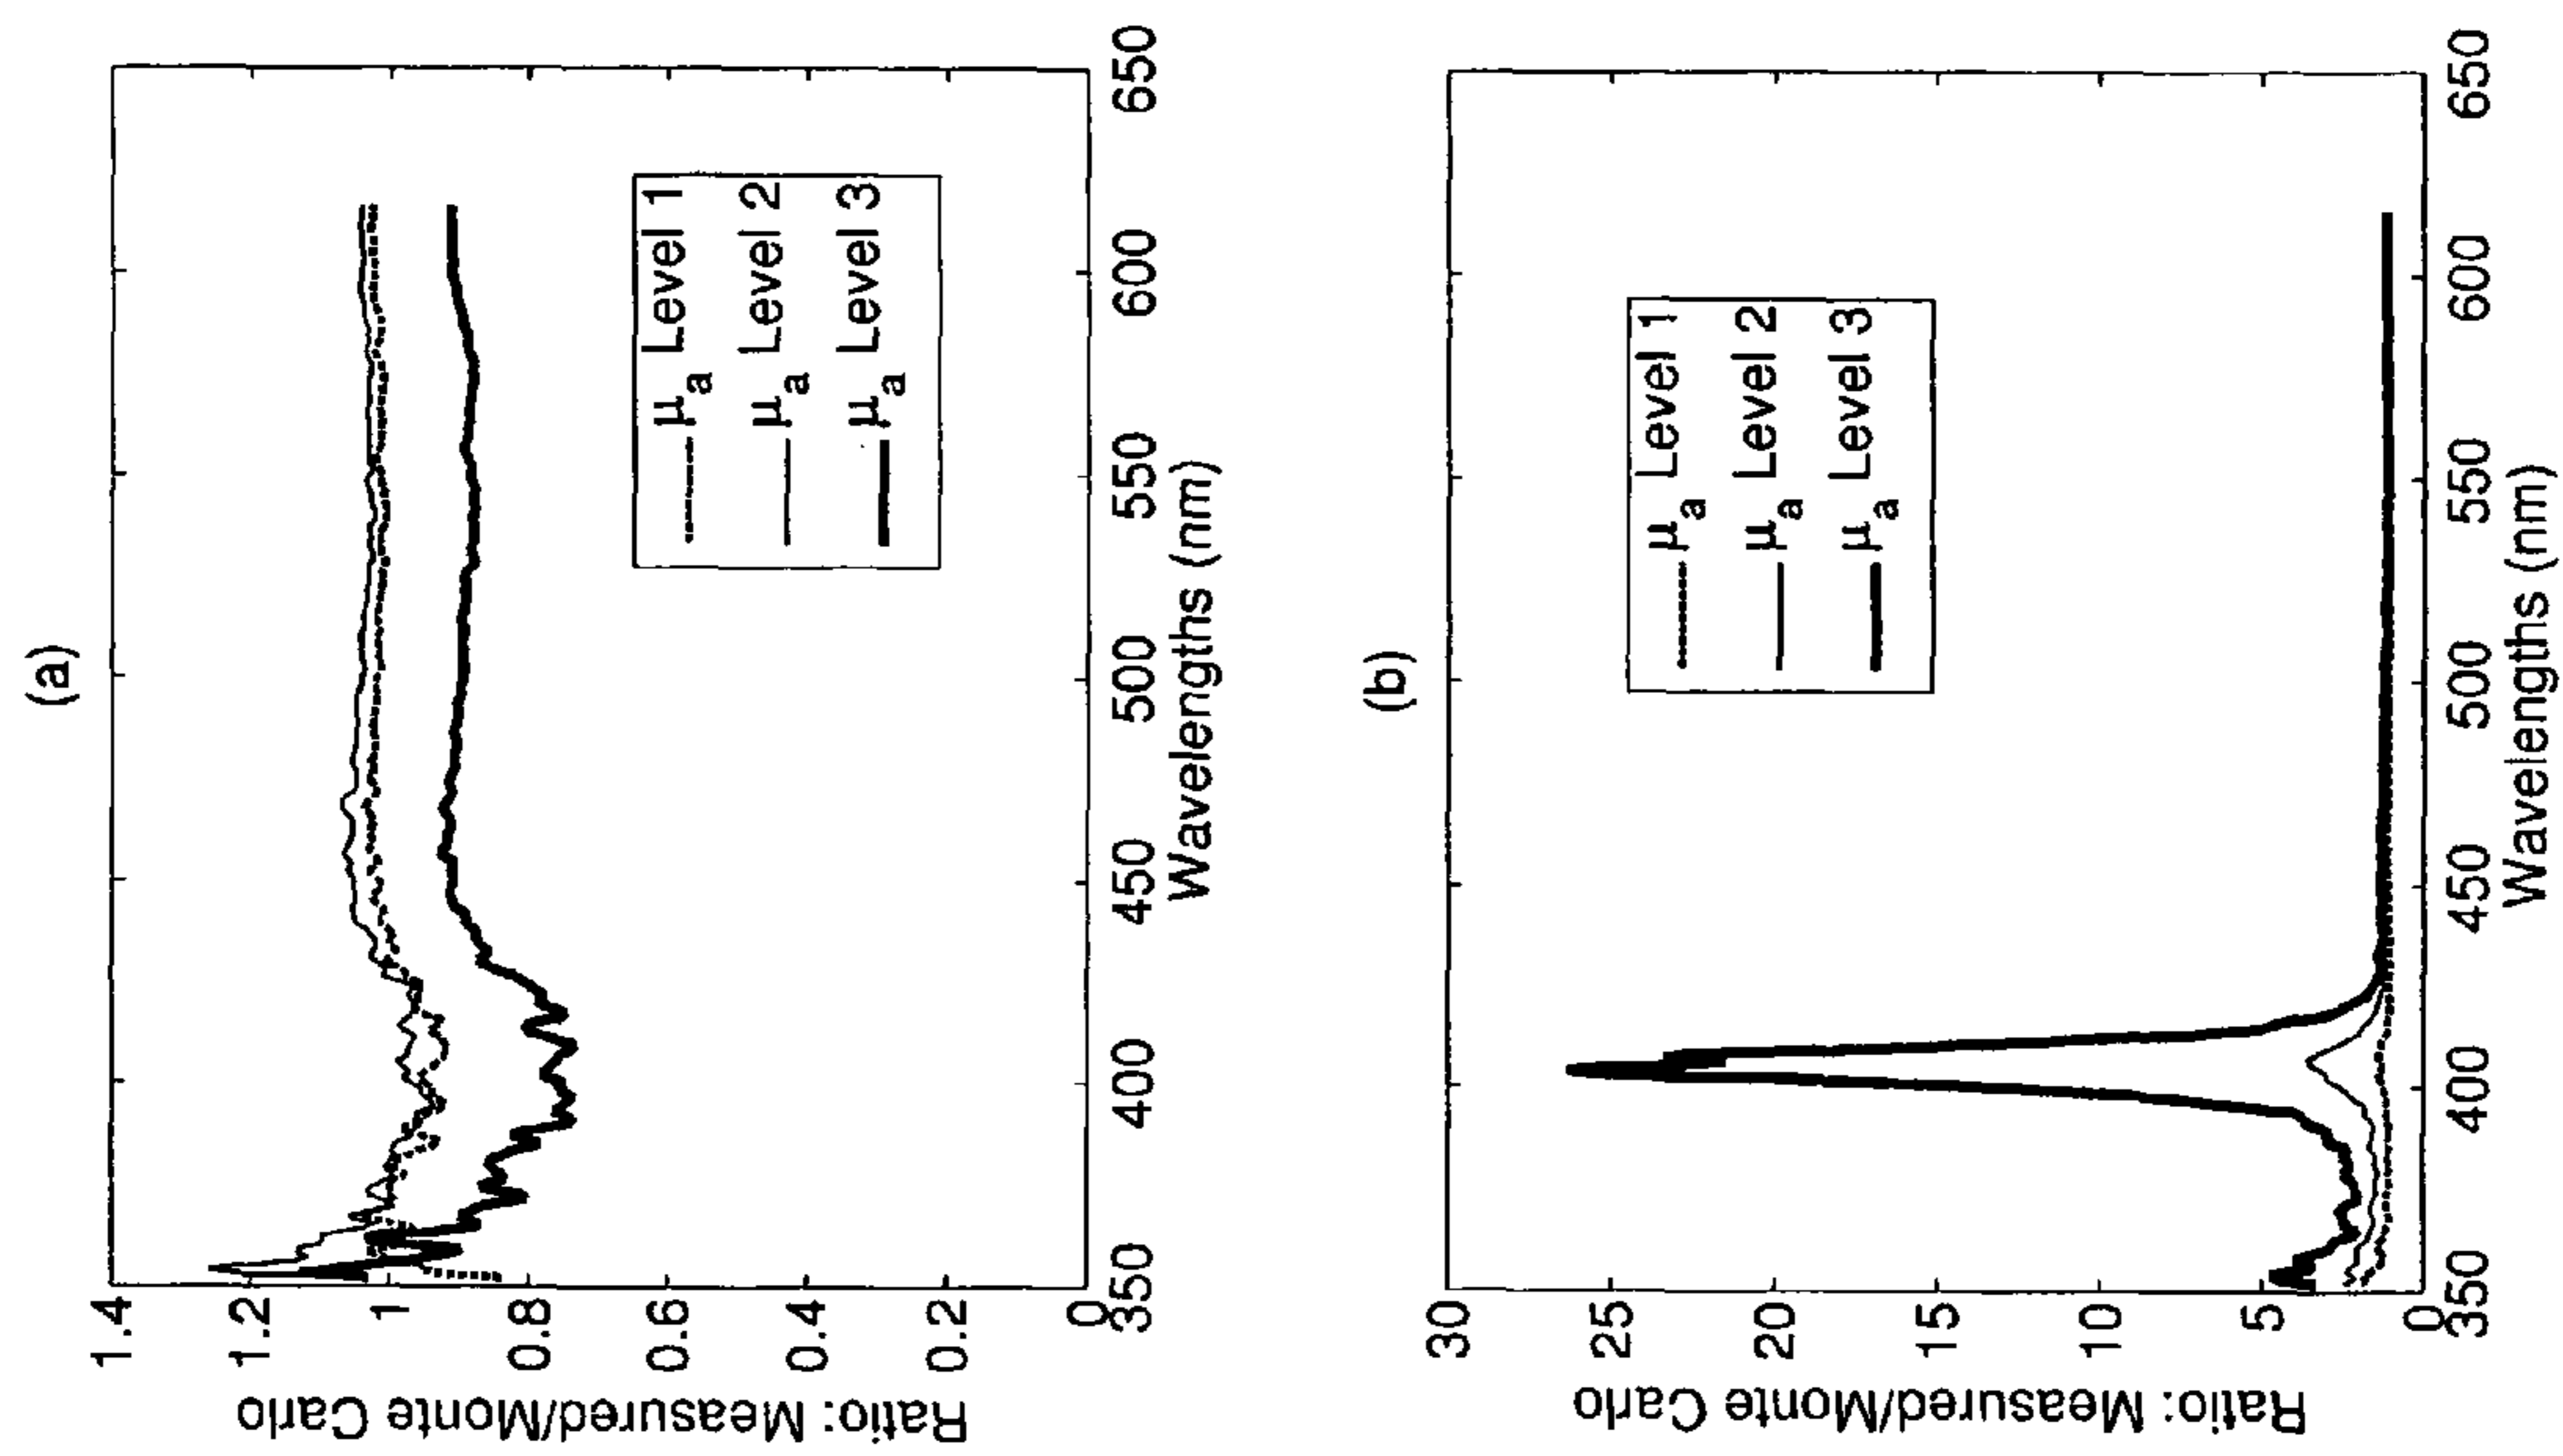 (a)
Ratio: Measured/Monte Carlo
1.4
1.2
1
0.8
0.6
0.4
0.2
0
350
400
450
500
550
600
650
Wavelengths (nm)
μa Level 1
μa Level 2
μa Level 3
(b)
Ratio: Measured/Monte Carlo
30
25
20
15
10
5
0
350
400
450
500
550
600
650
Wavelengths (nm)
μa Level 1
μa Level 2
μa Level 3